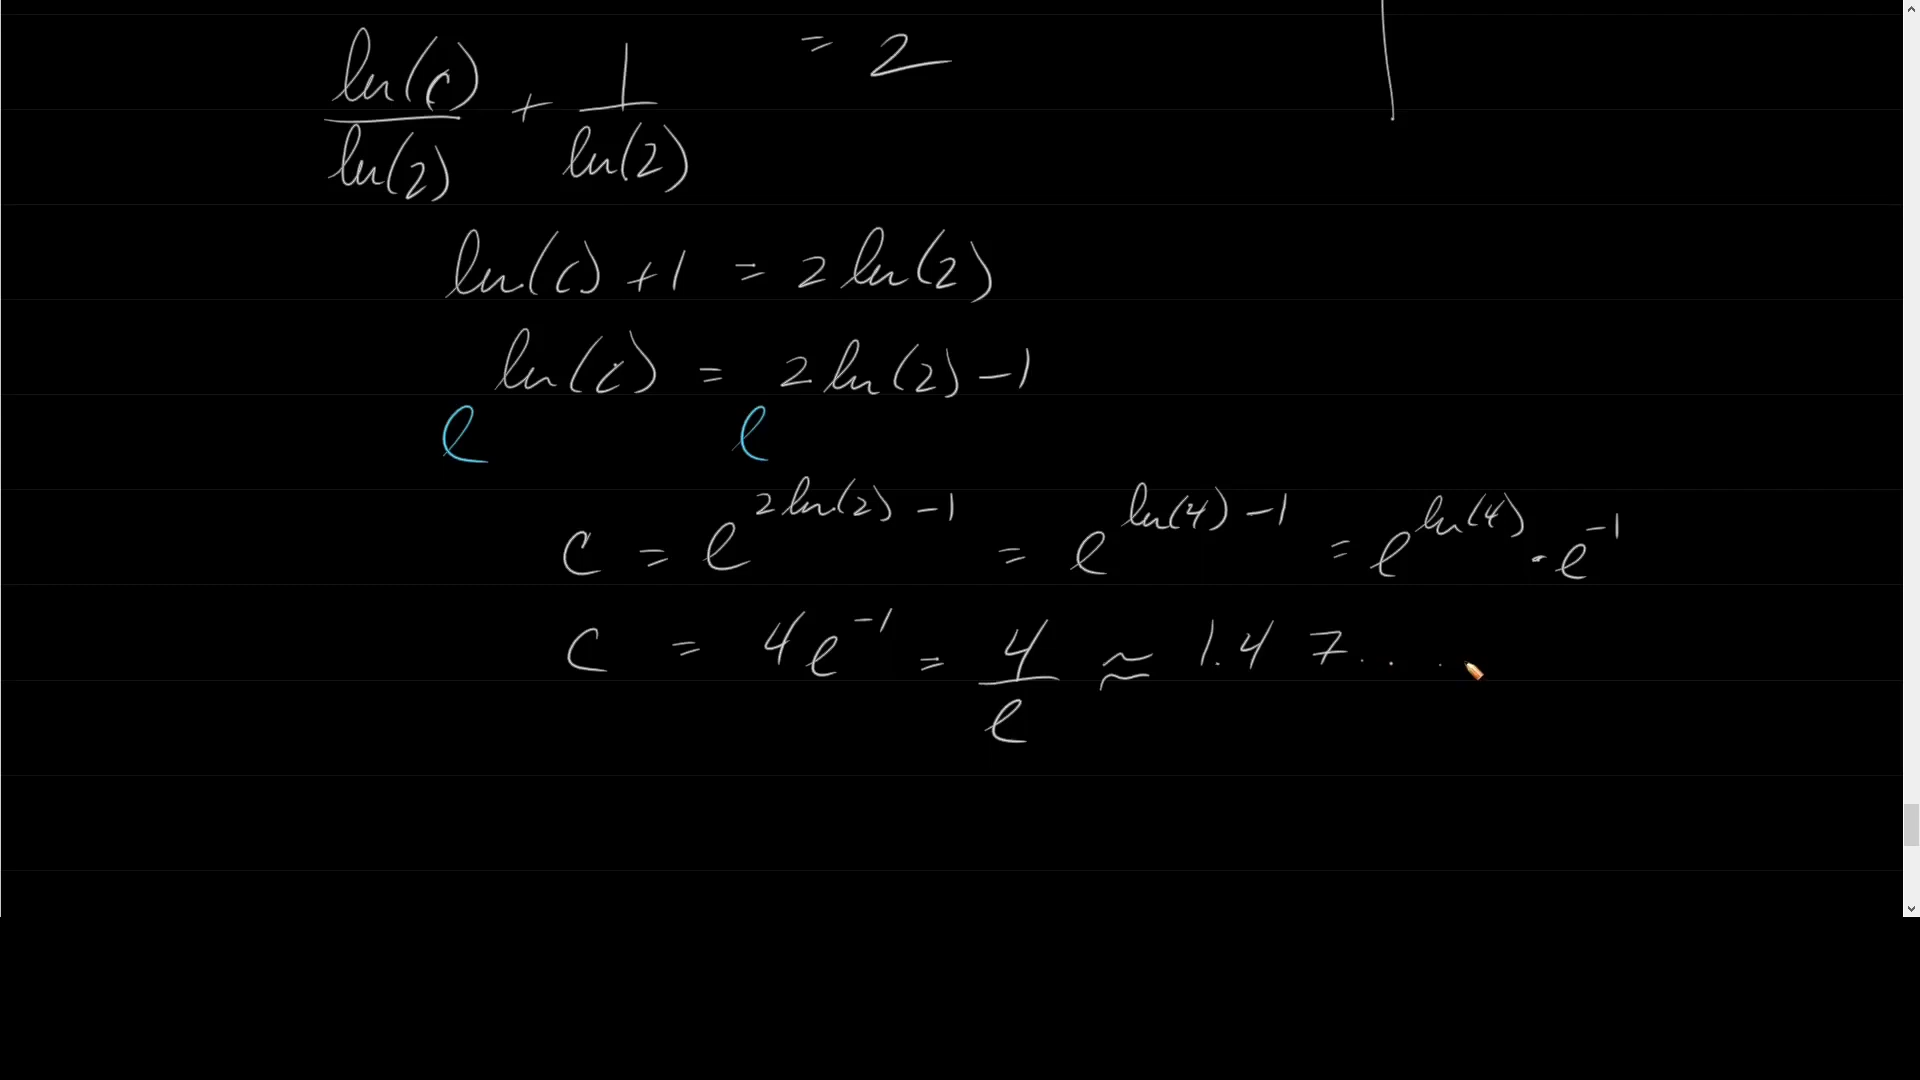 ln(c)/ln(2) + 1/ln(2) = 2
ln(c) + 1 = 2 ln(2)
ln(c) = 2 ln(2) - 1
e e
c = e^(2 ln(2) - 1) = e^(ln(4) - 1) = e^(ln(4)) · e^(-1)
c = 4e^(-1) = 4/e ≈ 1.47....